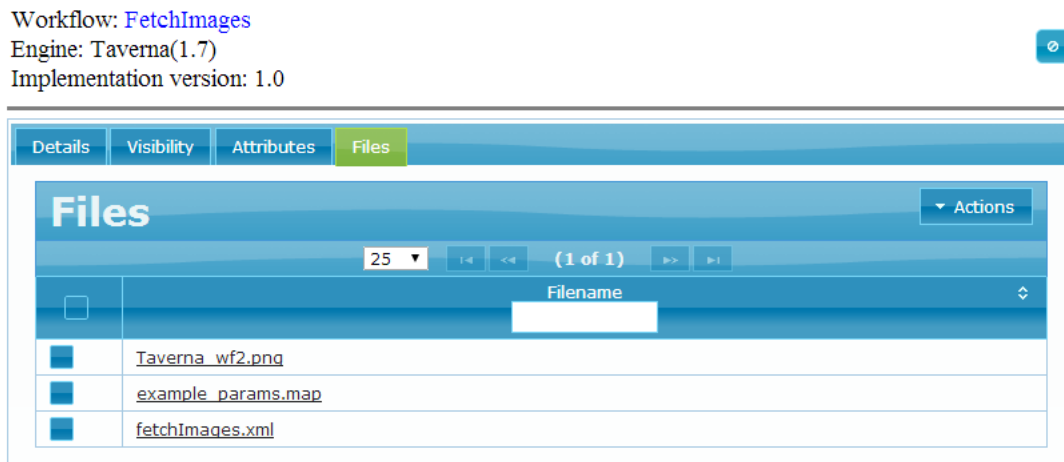 Workflow: FetchImages
Engine: Taverna(1.7)
Implementation version: 1.0
Details Visibility Attributes Files
Files
Actions
25 (1 of 1)
Filename
Taverna_wf2.png
example_params.map
fetchImages.xml